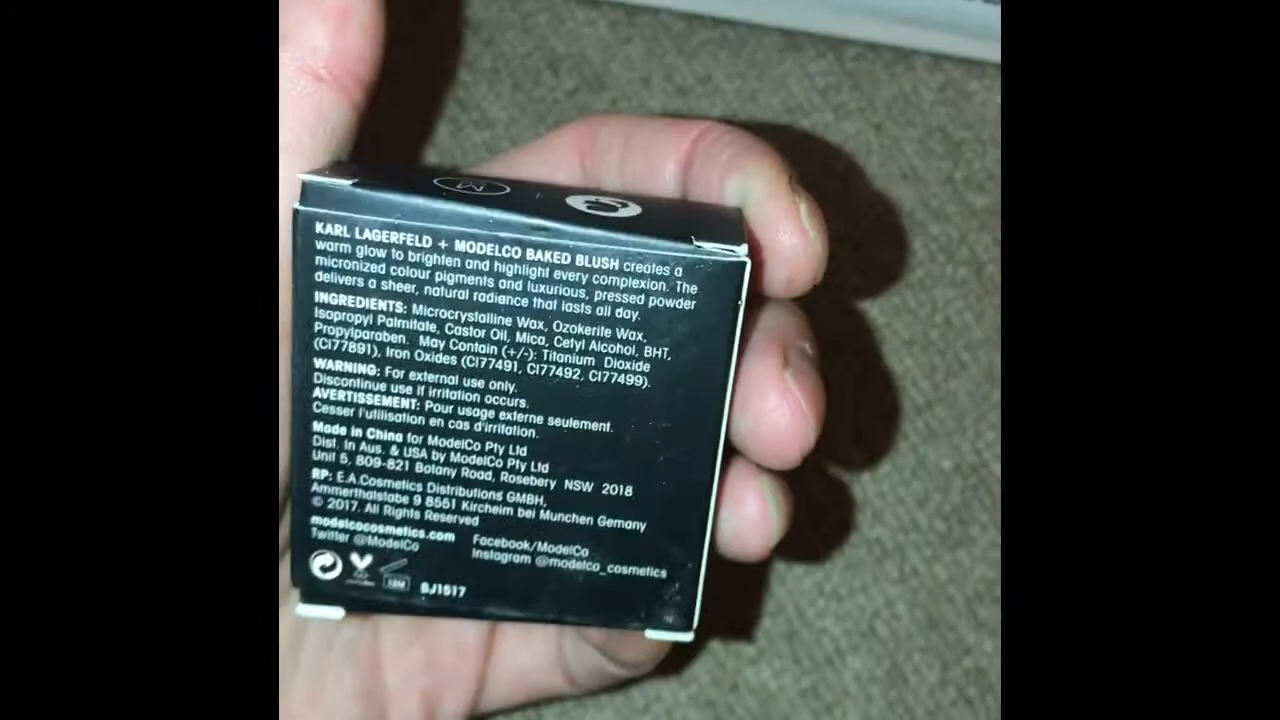 KARL LAGERFELD + MODELCO BAKED BLUSH creates a
warm glow to brighten and highlight every complexion. The
micronized colour pigments and luxurious, pressed powder
delivers a sheer, natural radiance that lasts all day.
INGREDIENTS: Microcrystalline Wax, Ozokerite Wax,
Isopropyl Palmitate, Castor Oil, Mica, Cetyl Alcohol, BHT,
Propylparaben. May Contain (+/-): Titanium Dioxide
(CI77891), Iron Oxides (CI77491, CI77492, CI77499).
WARNING: For external use only.
Discontinue use if irritation occurs.
AVERTISSEMENT: Pour usage externe seulement.
Cesser l'utilisation en cas d'irritation.
Made in China for ModelCo Pty Ltd
Dist. In Aus. & USA by ModelCo Pty Ltd
Unit 5, 809-821 Botany Road, Rosebery NSW 2018
RP: E.A.Cosmetics Distributions GMBH,
Ammerthalstabe 9 8551 Kircheim bei Munchen Gemany
© 2017. All Rights Reserved
modelcocosmetics.com
Twitter @ModelCo
Facebook/ModelCo
Instagram @modelco_cosmetics
BJ1517